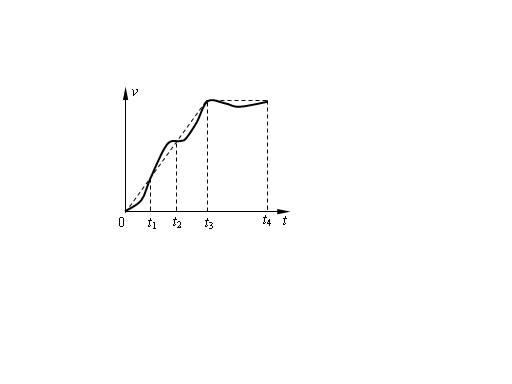 v
0 t₁ t₂ t₃ t₄ t